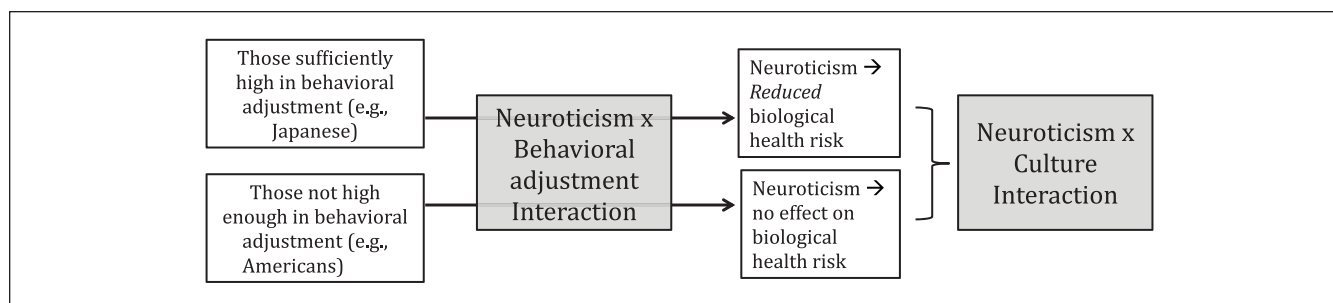 Those sufficiently
high in behavioral
adjustment (e.g.,
Japanese)
Those not high
enough in behavioral
adjustment (e.g.,
Americans)
Neuroticism x
Behavioral
adjustment
Interaction
Neuroticism →
Reduced
biological
health risk
Neuroticism →
no effect on
biological
health risk
Neuroticism x
Culture
Interaction